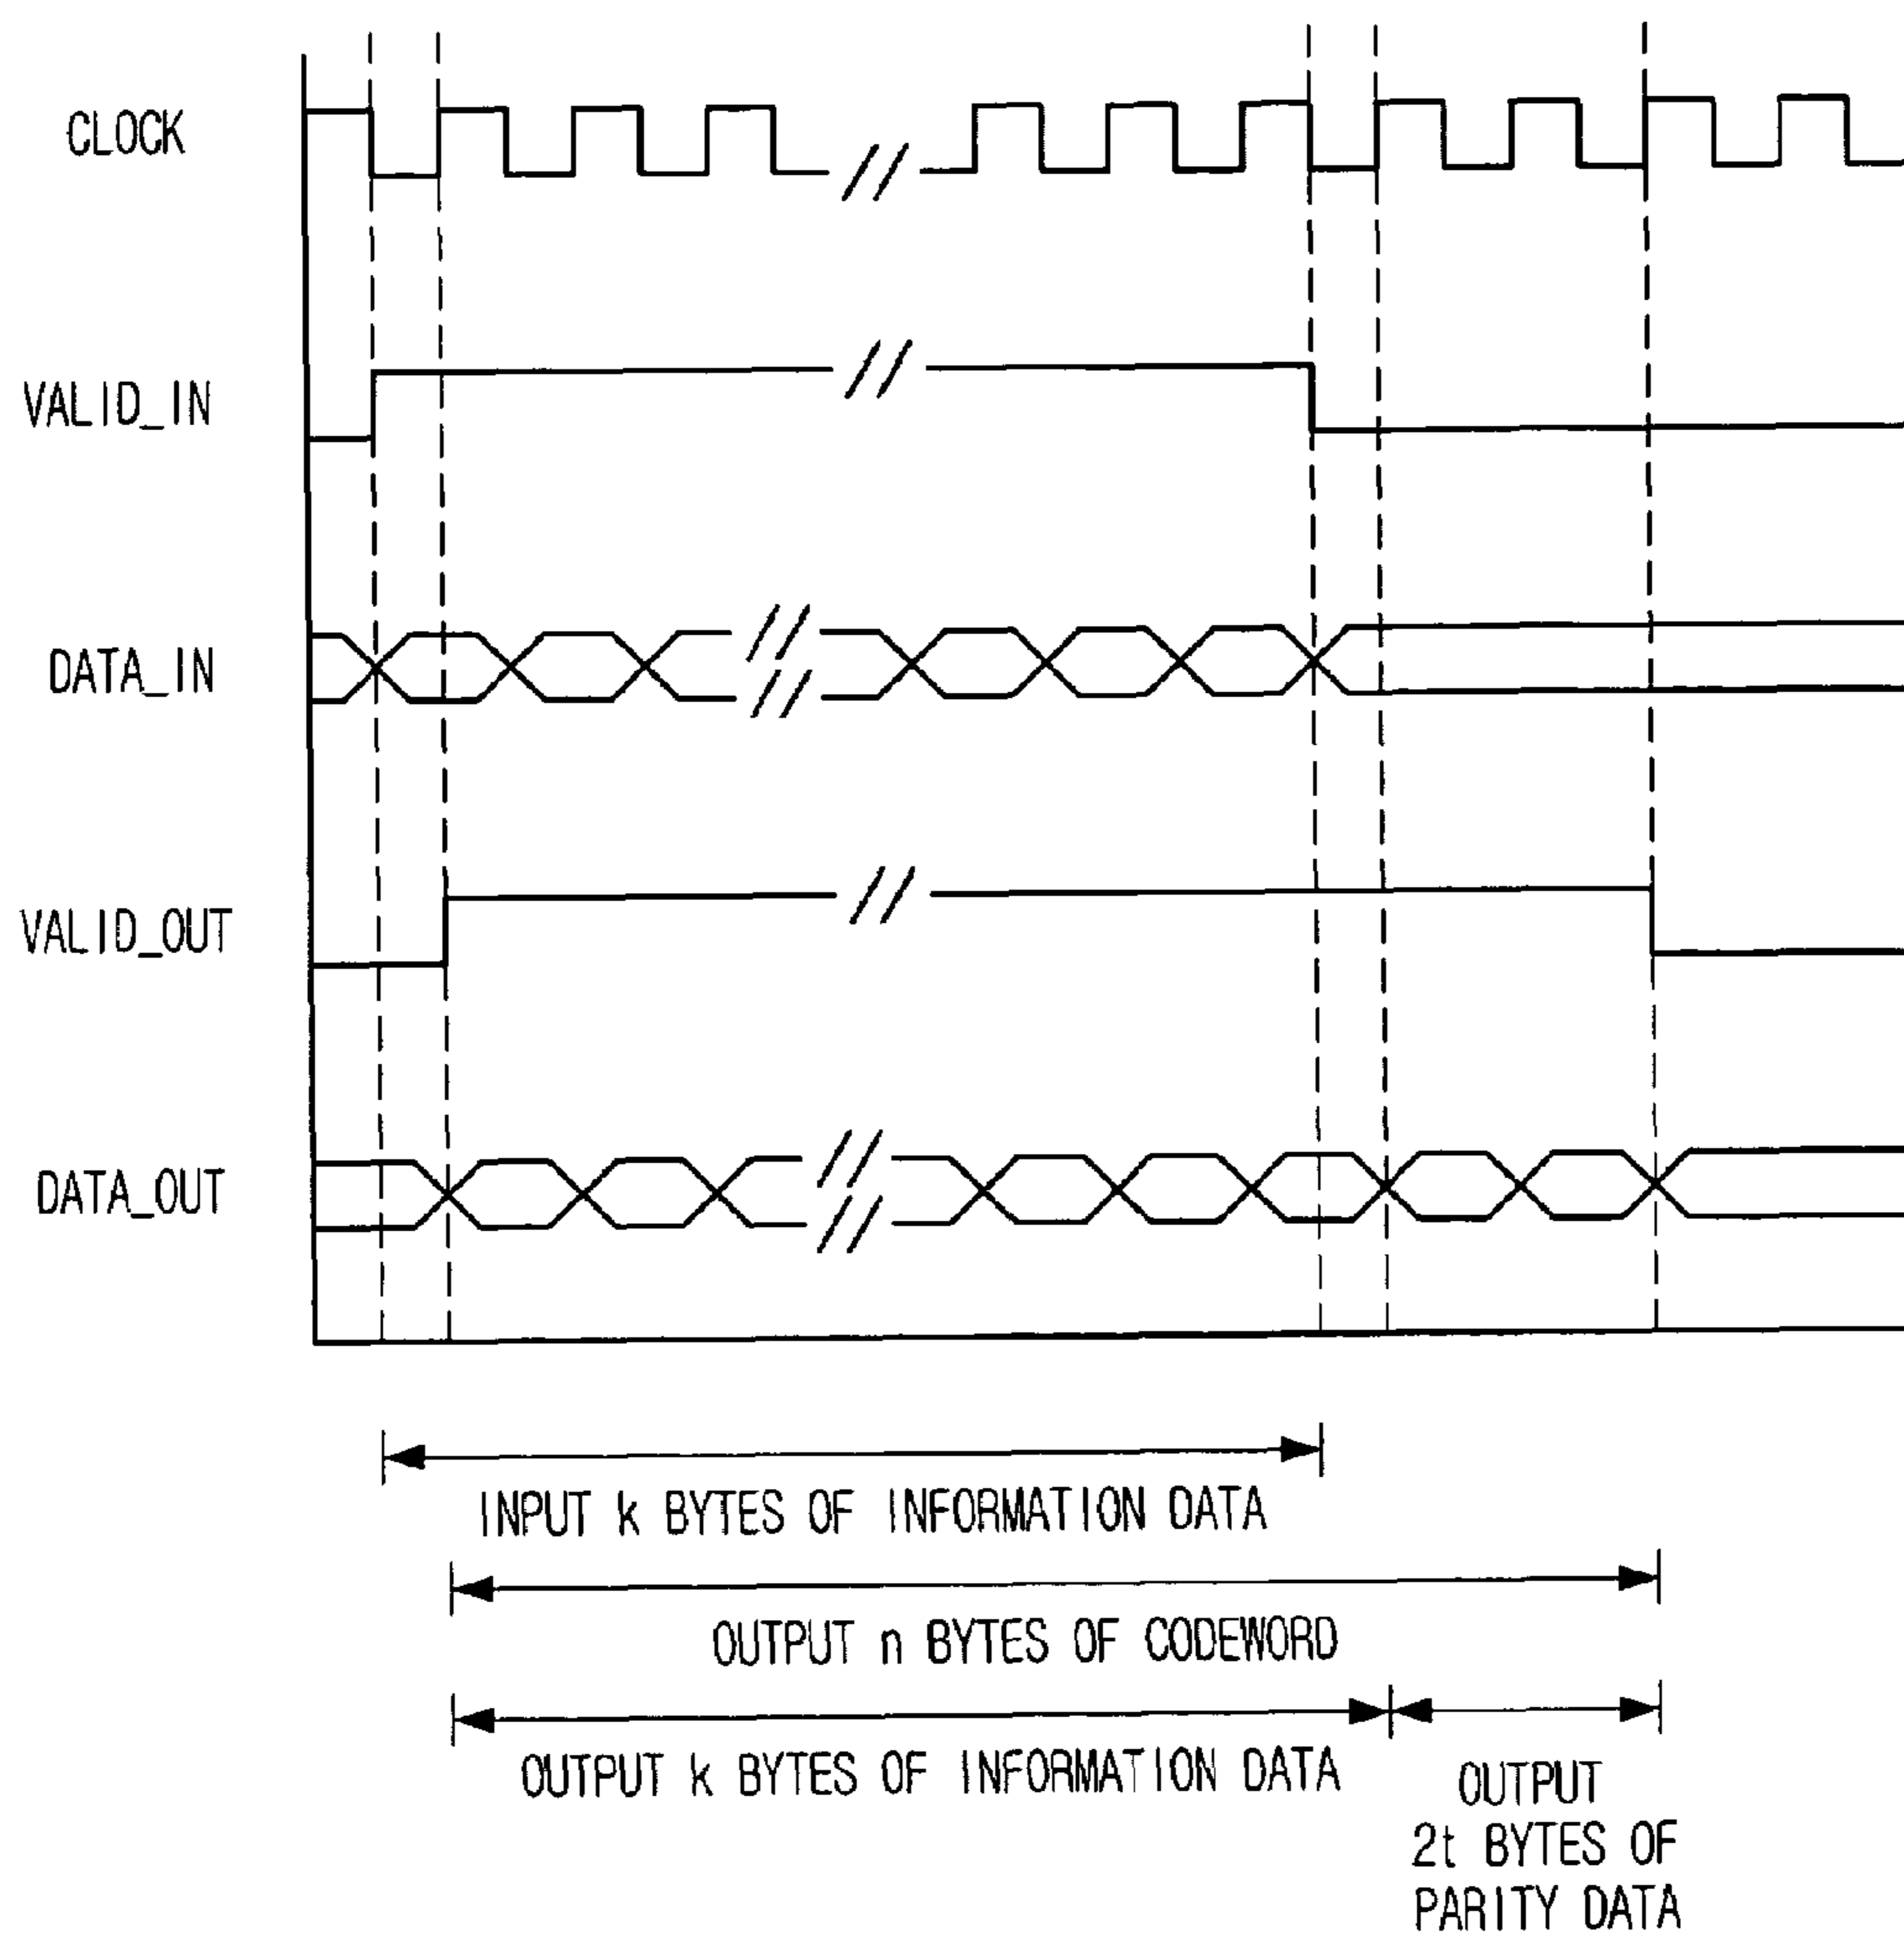 CLOCK
VALID_IN
DATA_IN
VALID_OUT
DATA_OUT
INPUT k BYTES OF INFORMATION DATA
OUTPUT n BYTES OF CODEWORD
OUTPUT k BYTES OF INFORMATION DATA
OUTPUT
2t BYTES OF
PARITY DATA